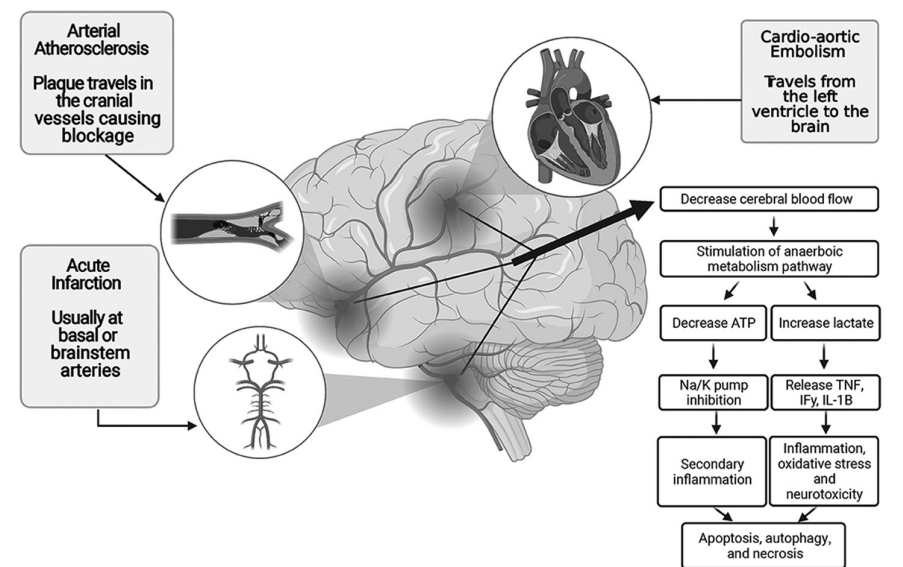 Arterial
Atherosclerosis
Plaque travels in
the cranial
vessels causing
blockage
Acute
Infarction
Usually at
basal or
brainstem
arteries
Cardio-aortic
Embolism
Travels from
the left
ventricle to the
brain
Decrease cerebral blood flow
Stimulation of anaerboic
metabolism pathway
Decrease ATP
Increase lactate
Na/K pump
inhibition
Release TNF,
IFy, IL-1B
Secondary
inflammation
Inflammation,
oxidative stress
and
neurotoxicity
Apoptosis, autophagy,
and necrosis